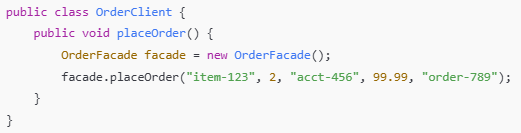 public class OrderClient {
    public void placeOrder() {
        OrderFacade facade = new OrderFacade();
        facade.placeOrder("item-123", 2, "acct-456", 99.99, "order-789");
    }
}